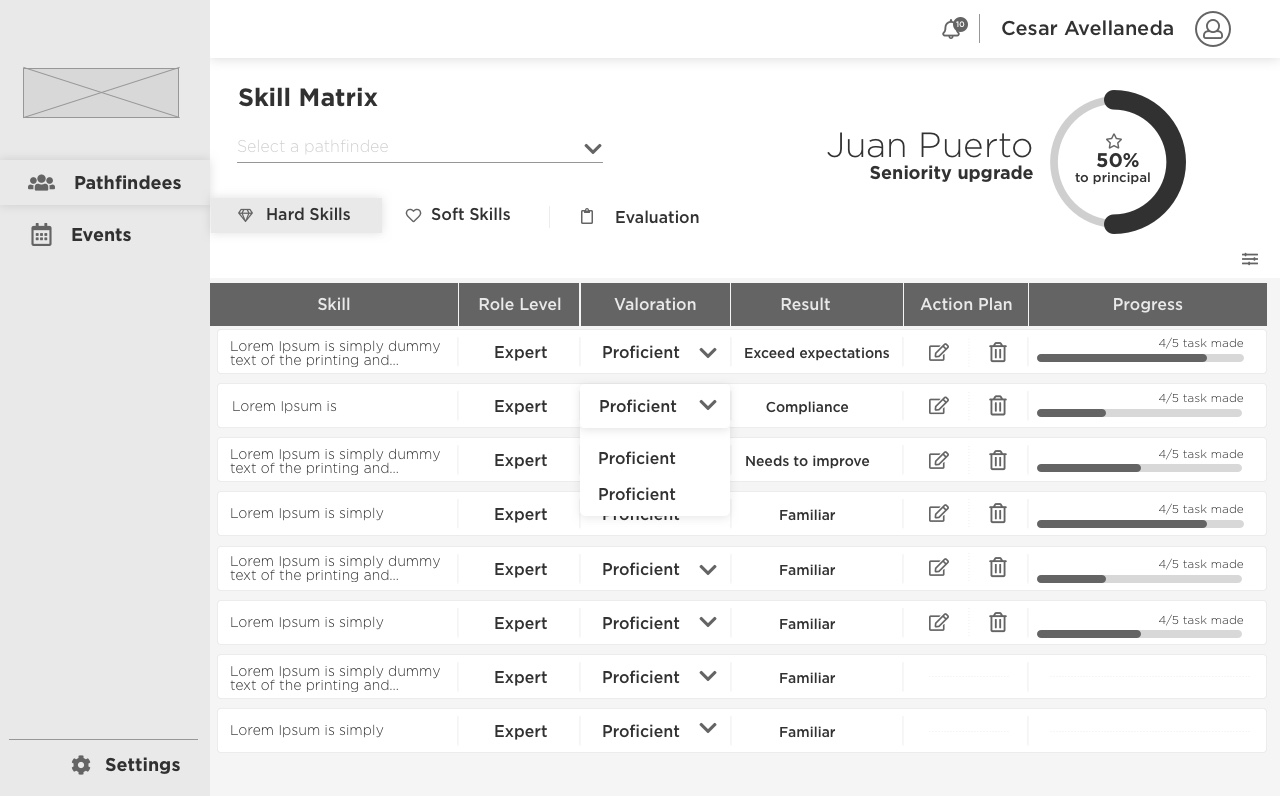 10
Cesar Avellaneda
Skill Matrix
Select a pathfindee
Juan Puerto
Seniority upgrade
50%
to principal
Pathfindees
Events
Hard Skills
Soft Skills
Evaluation
Skill Role Level Valoration Result Action Plan Progress
Lorem Ipsum is simply dummy
text of the printing and...
Expert Proficient Exceed expectations 4/5 task made
Lorem Ipsum is Expert Proficient Compliance 4/5 task made
Lorem Ipsum is simply dummy
text of the printing and...
Expert Proficient Needs to improve 4/5 task made
Proficient
Lorem Ipsum is simply Expert Proficient Familiar 4/5 task made
Lorem Ipsum is simply dummy
text of the printing and...
Expert Proficient Familiar 4/5 task made
Lorem Ipsum is simply Expert Proficient Familiar 4/5 task made
Lorem Ipsum is simply dummy
text of the printing and...
Expert Proficient Familiar
Lorem Ipsum is simply Expert Proficient Familiar
Settings